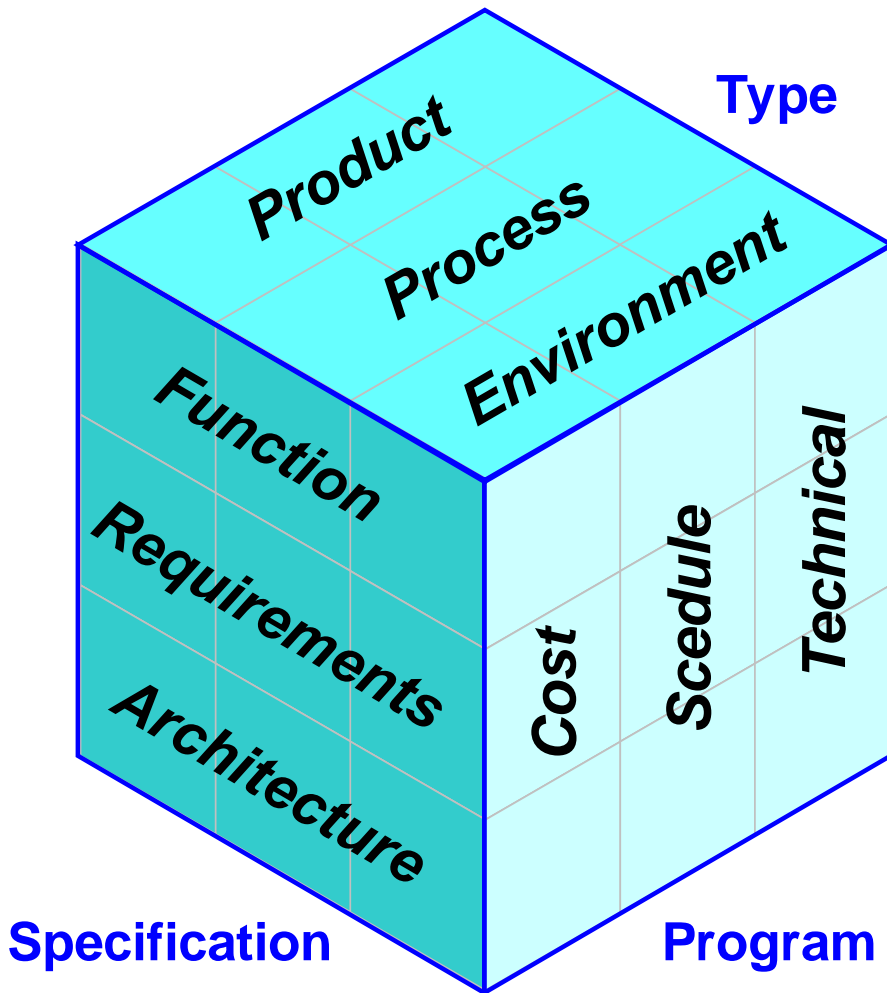 Type
Product
Process
Environment
Function
Requirements
Architecture
Cost
Scedule
Technical
Specification
Program